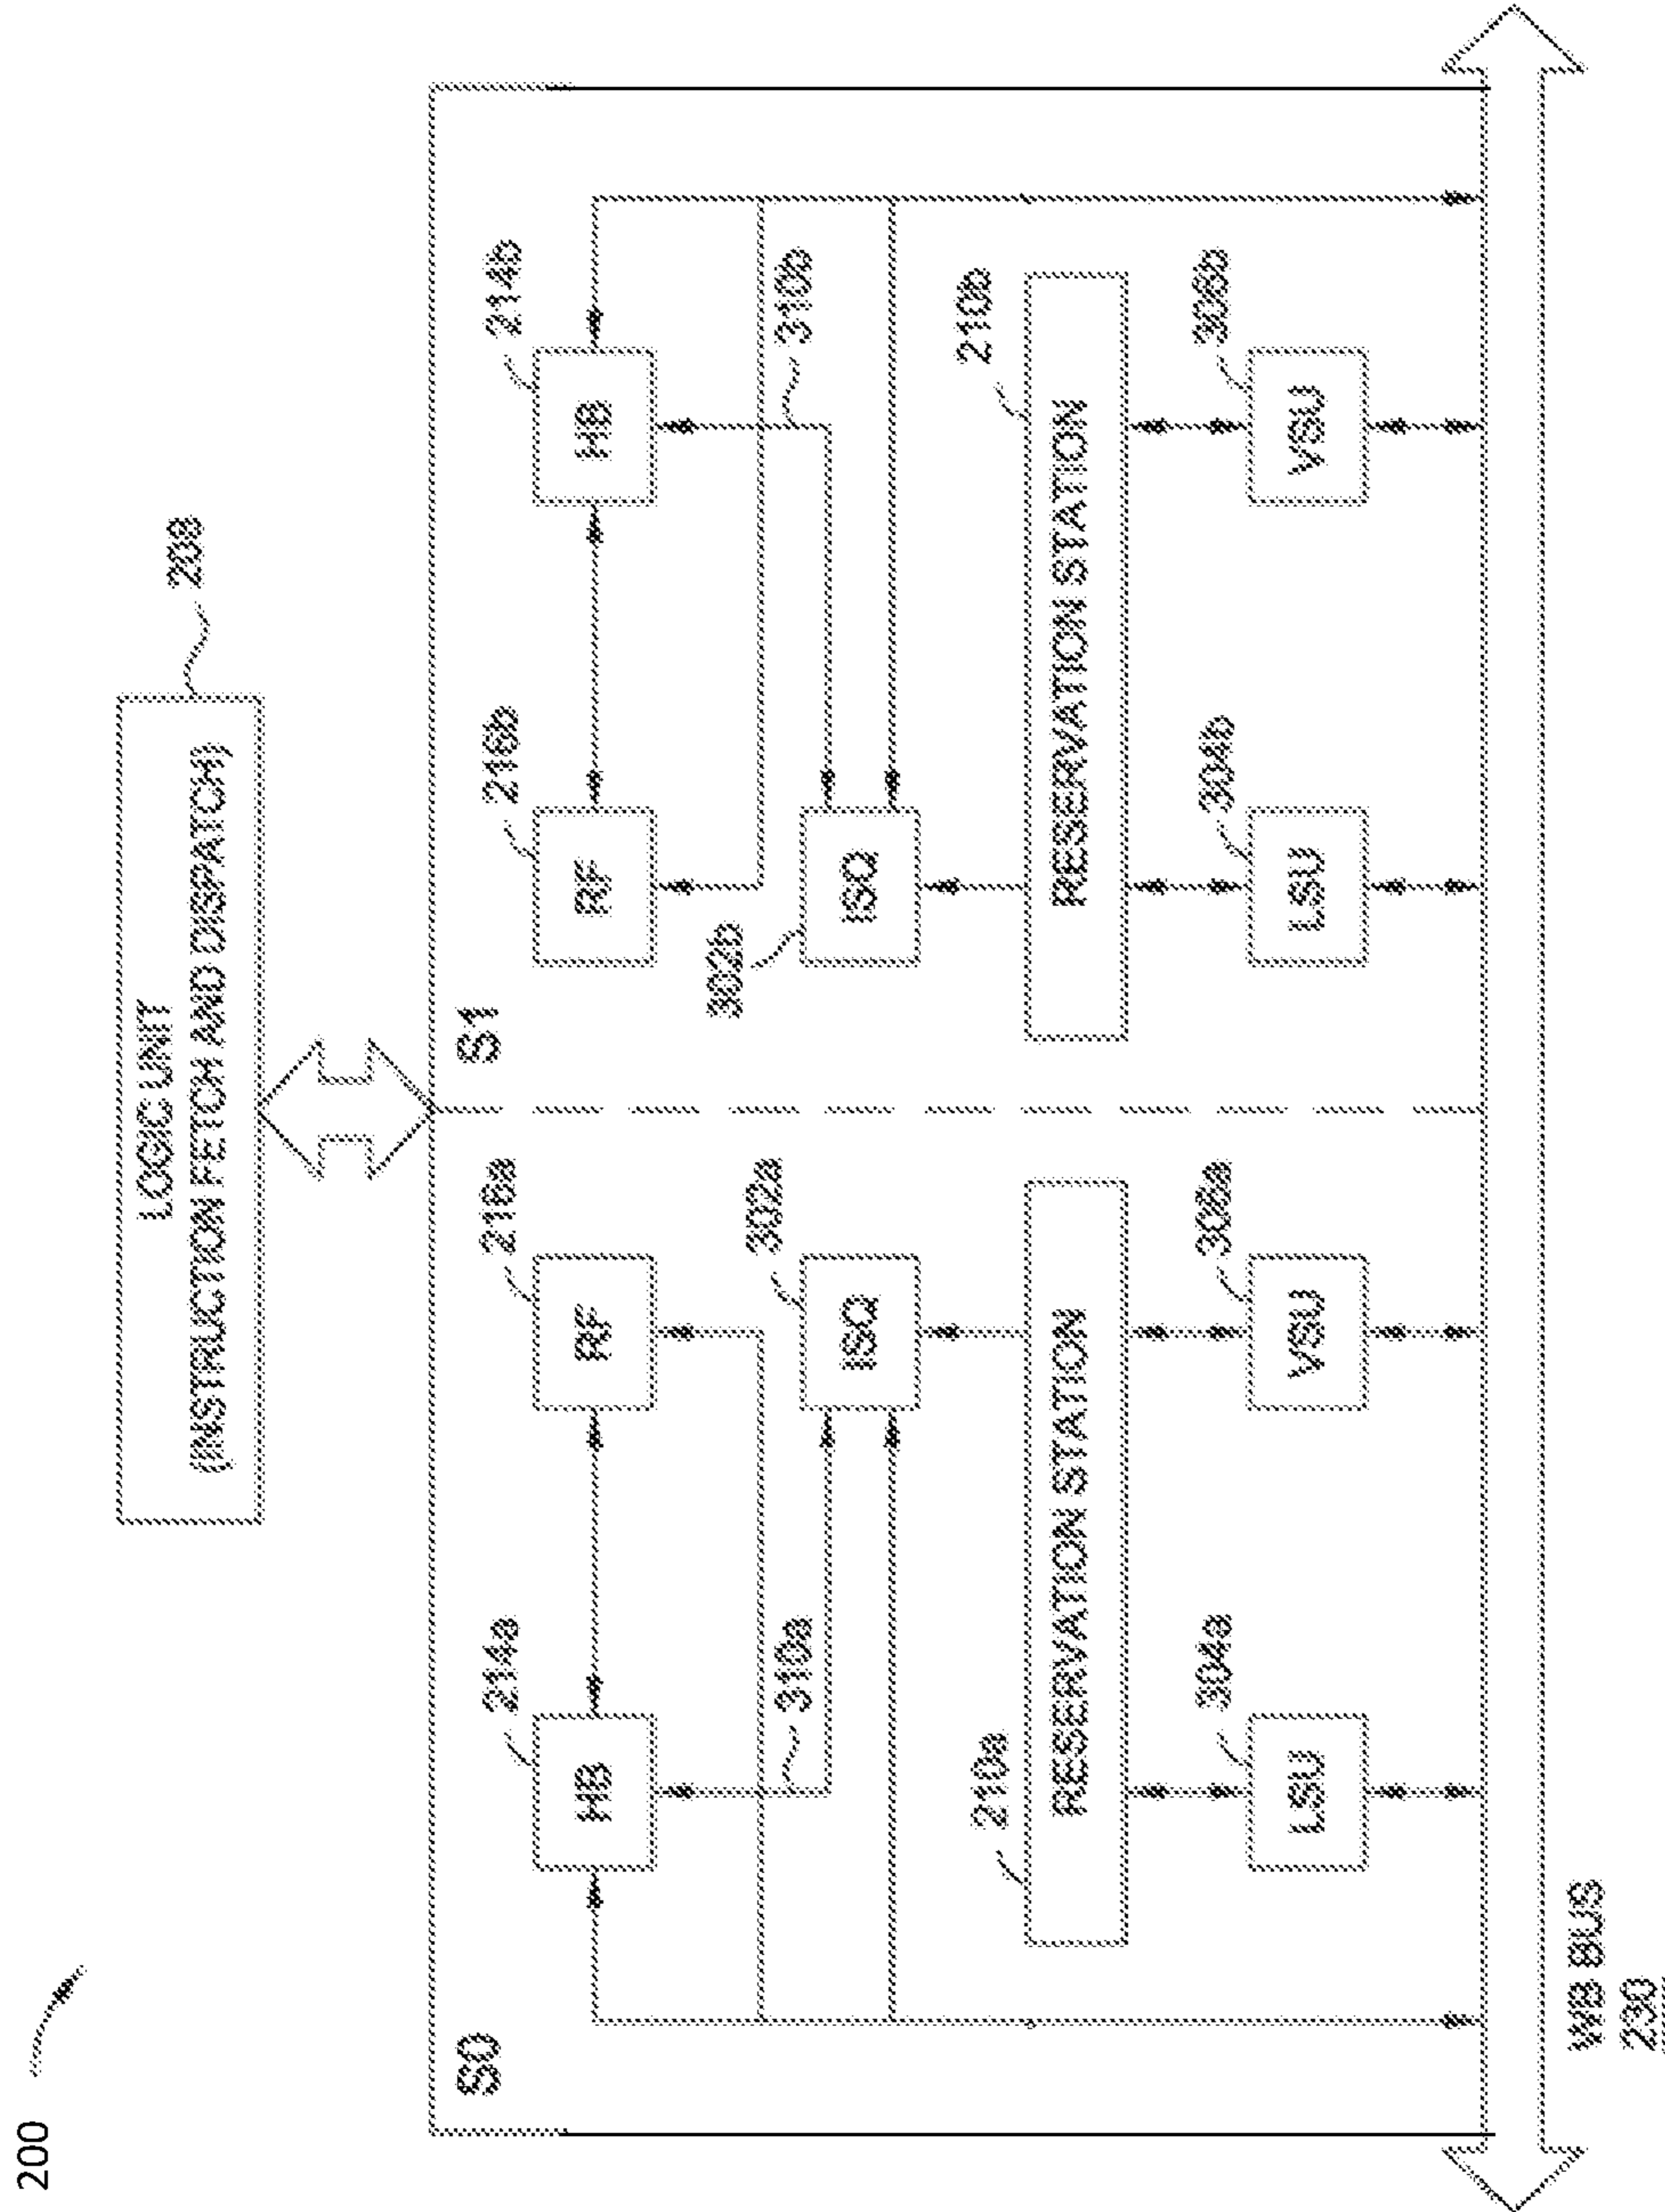 200
LOGIC UNIT
(INSTRUCTION FETCH AND DISPATCH)
208
S0
S1
214a
216a
216b
214b
HB
RF
RF
HB
310a
302a
302b
310b
ISQ
ISQ
210a
210b
RESERVATION STATION
RESERVATION STATION
304a
306a
304b
306b
LSU
VSU
LSU
VSU
WB BUS
230